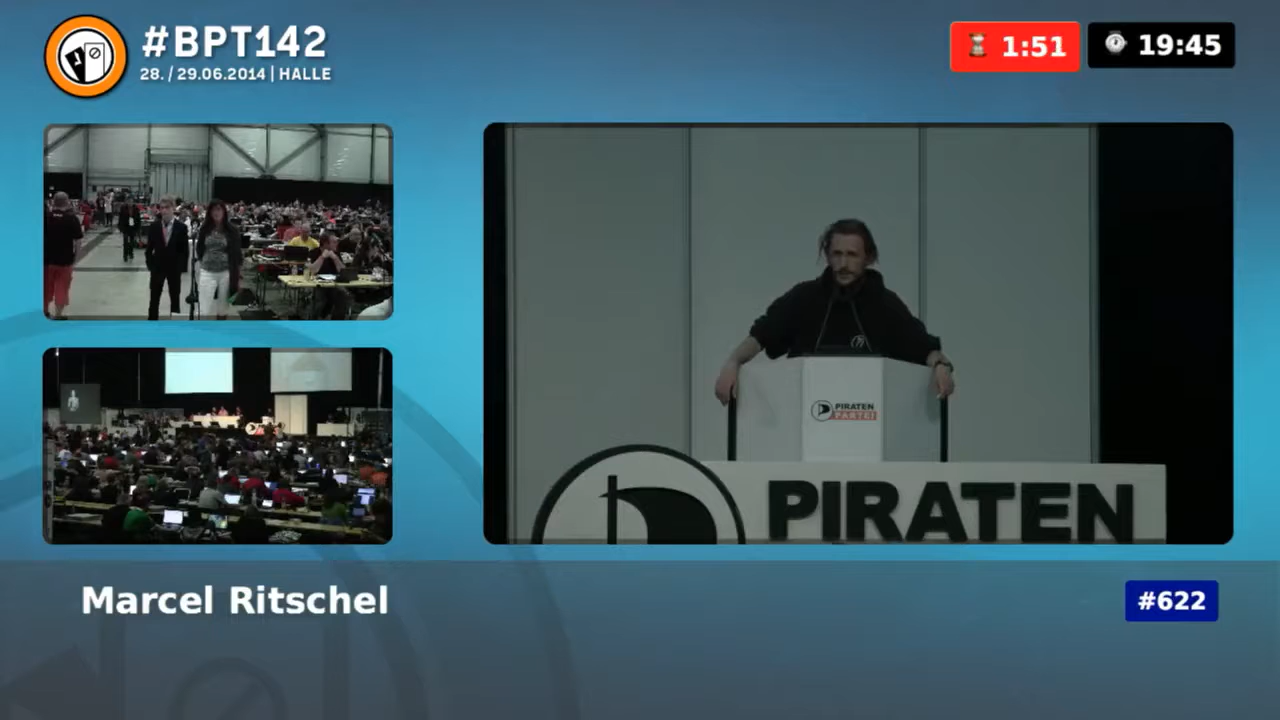 #BPT142
28. / 29.06.2014 | HALLE
1:51
19:45
PIRATEN
PARTEI
PIRATEN
Marcel Ritschel
#622